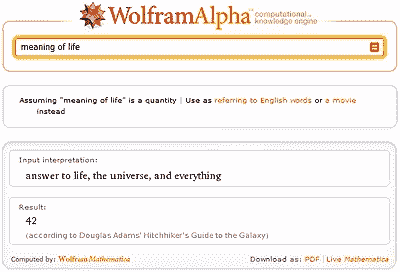 WolframAlpha computational knowledge engine
meaning of life
Assuming "meaning of life" is a quantity | Use as referring to English words or a movie
instead
Input interpretation:
answer to life, the universe, and everything
Result:
42
(according to Douglas Adams' Hitchhiker's Guide to the Galaxy)
Computed by: Wolfram Mathematica
Download as: PDF | Live Mathematica